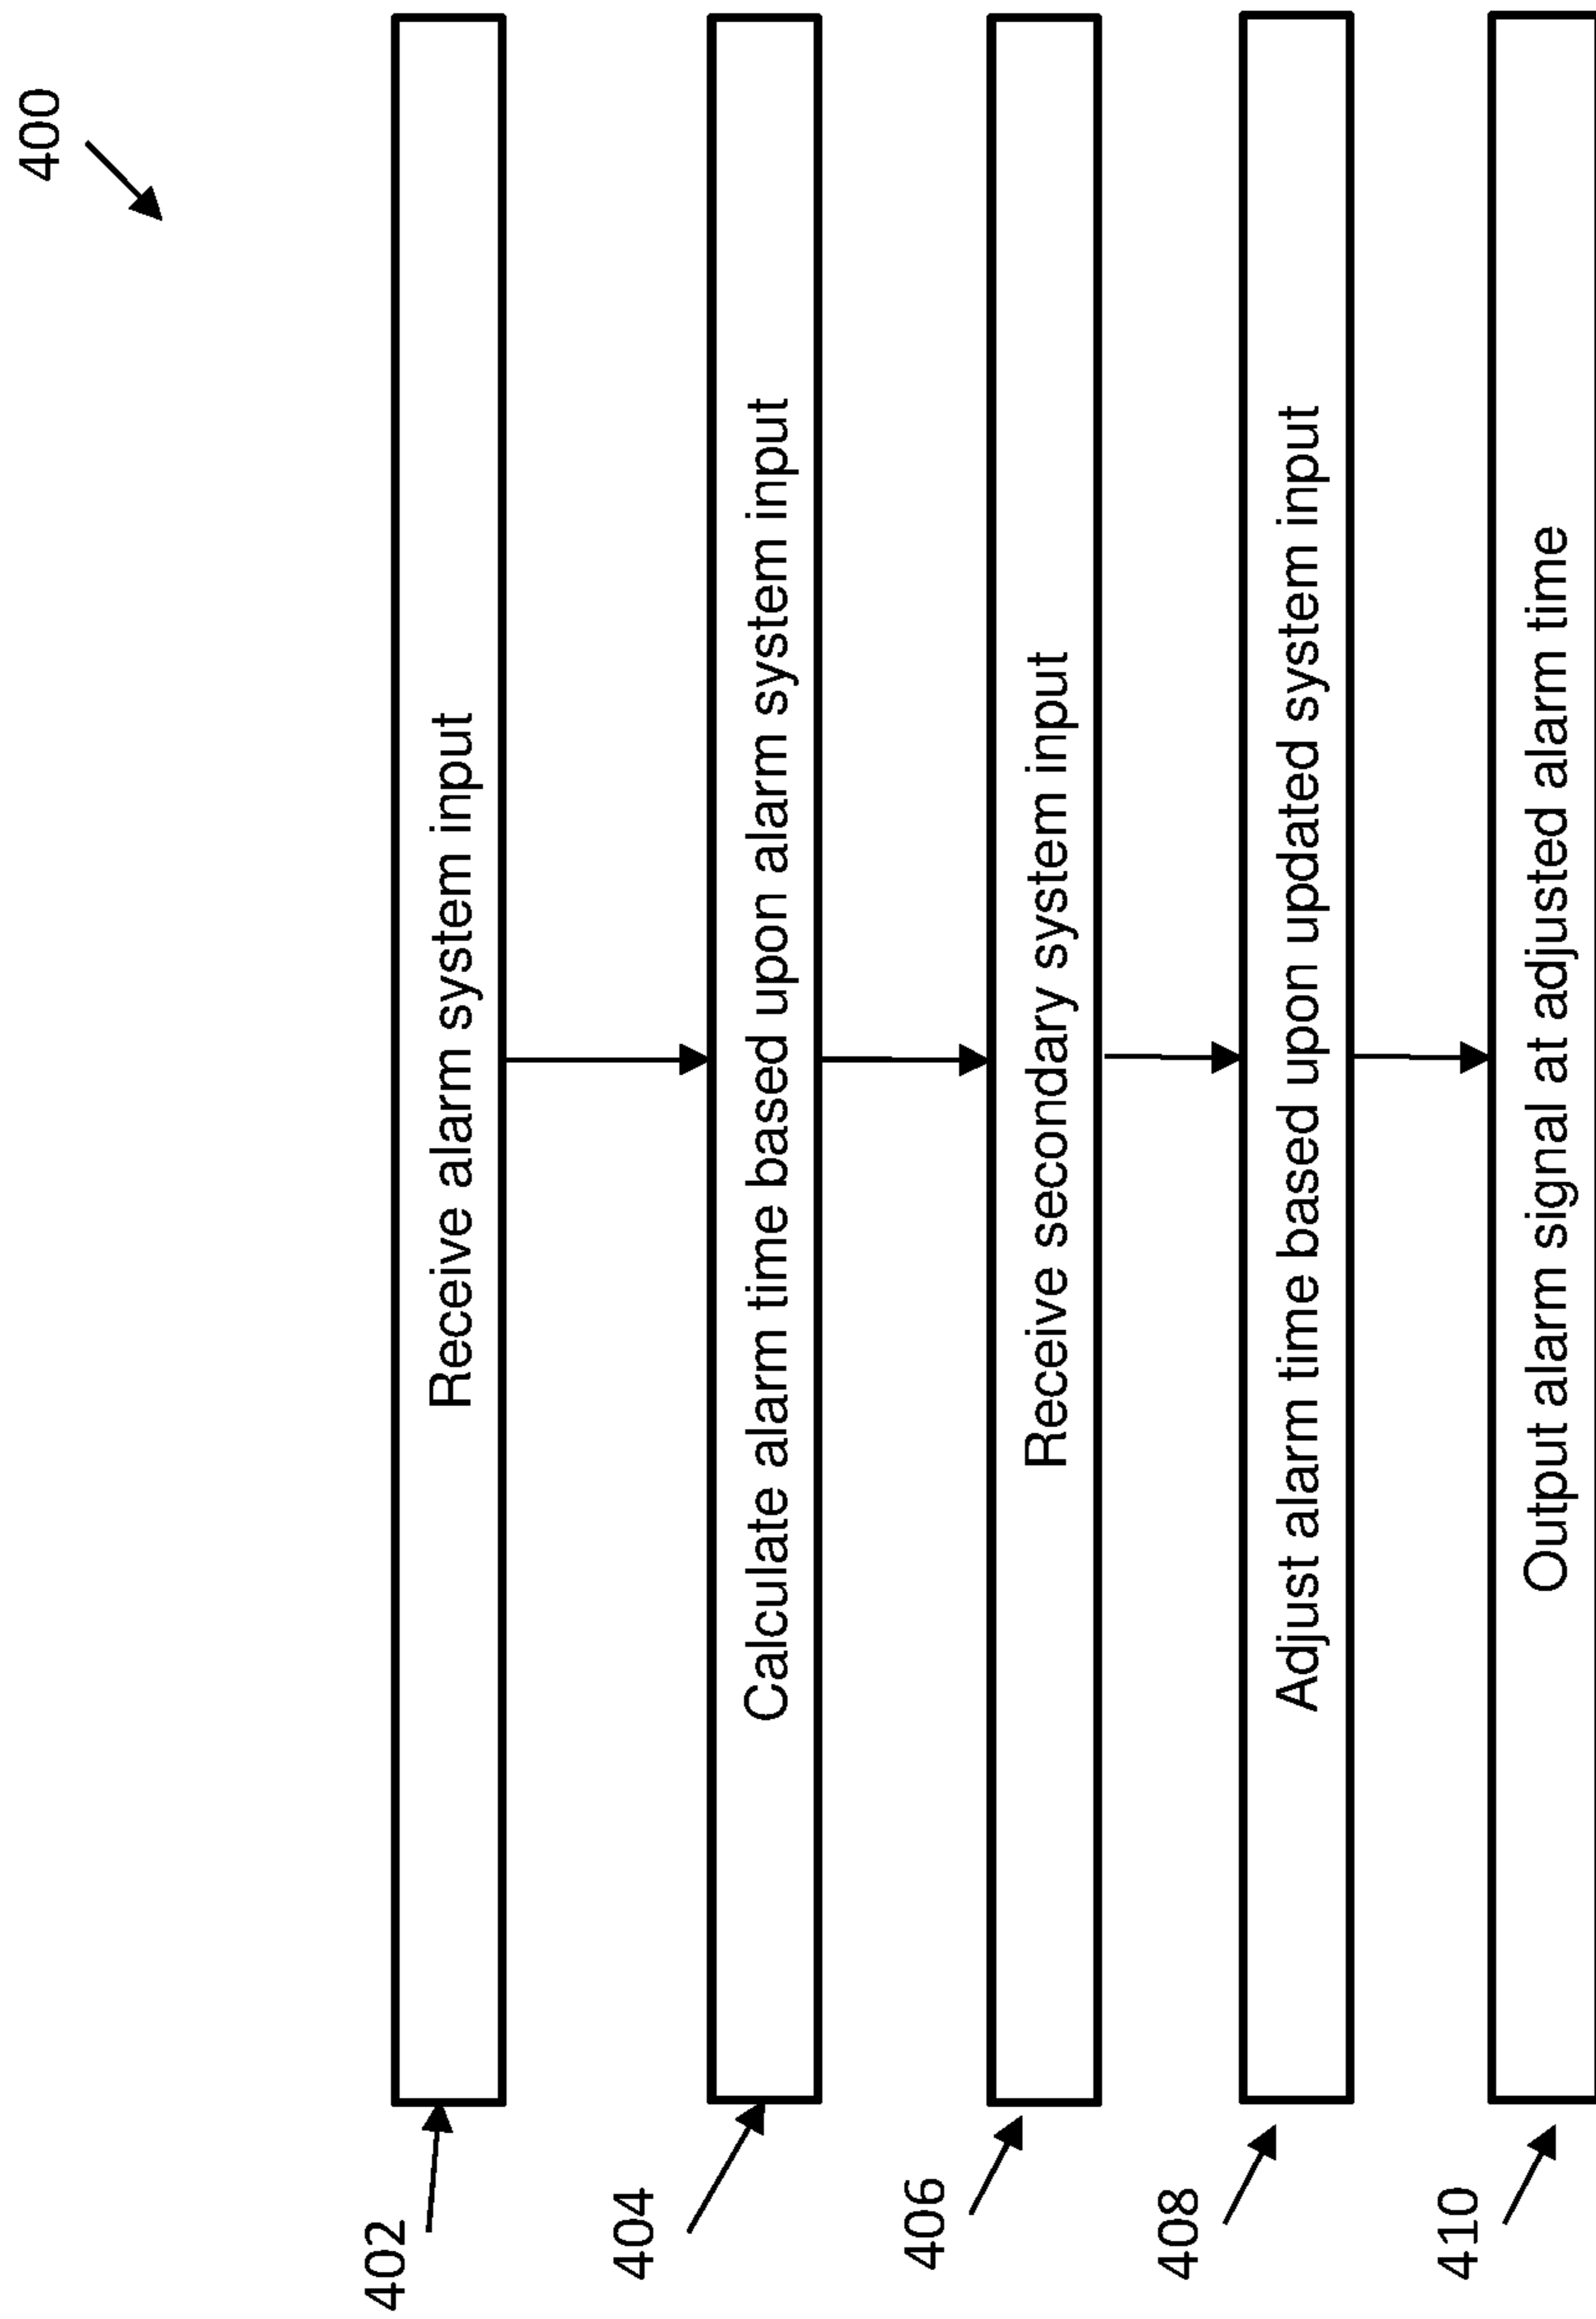 400
402
Receive alarm system input
404
Calculate alarm time based upon alarm system input
406
Receive secondary system input
408
Adjust alarm time based upon updated system input
410
Output alarm signal at adjusted alarm time